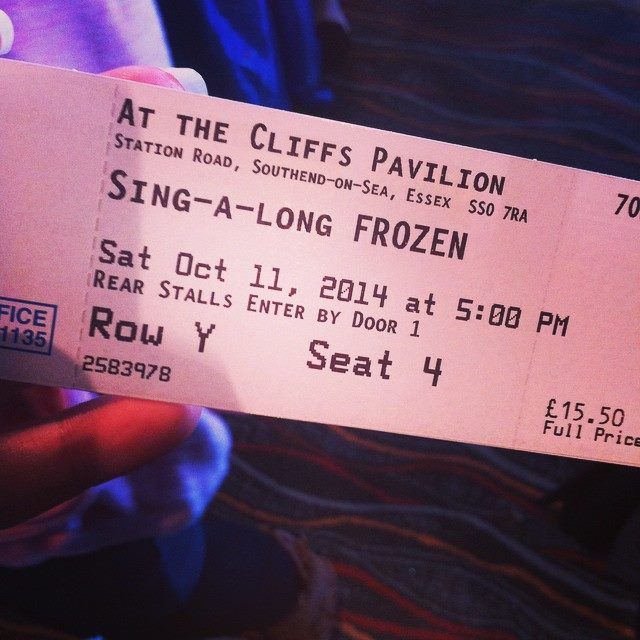 AT THE CLIFFS PAVILION
STATION ROAD, SOUTHEND-ON-SEA, ESSEX SS0 7RA
SING-A-LONG FROZEN
Sat Oct 11, 2014 at 5:00 PM
REAR STALLS ENTER BY DOOR 1
Row Y Seat 4
2583978
FICE
1135
70
£15.50
Full Price